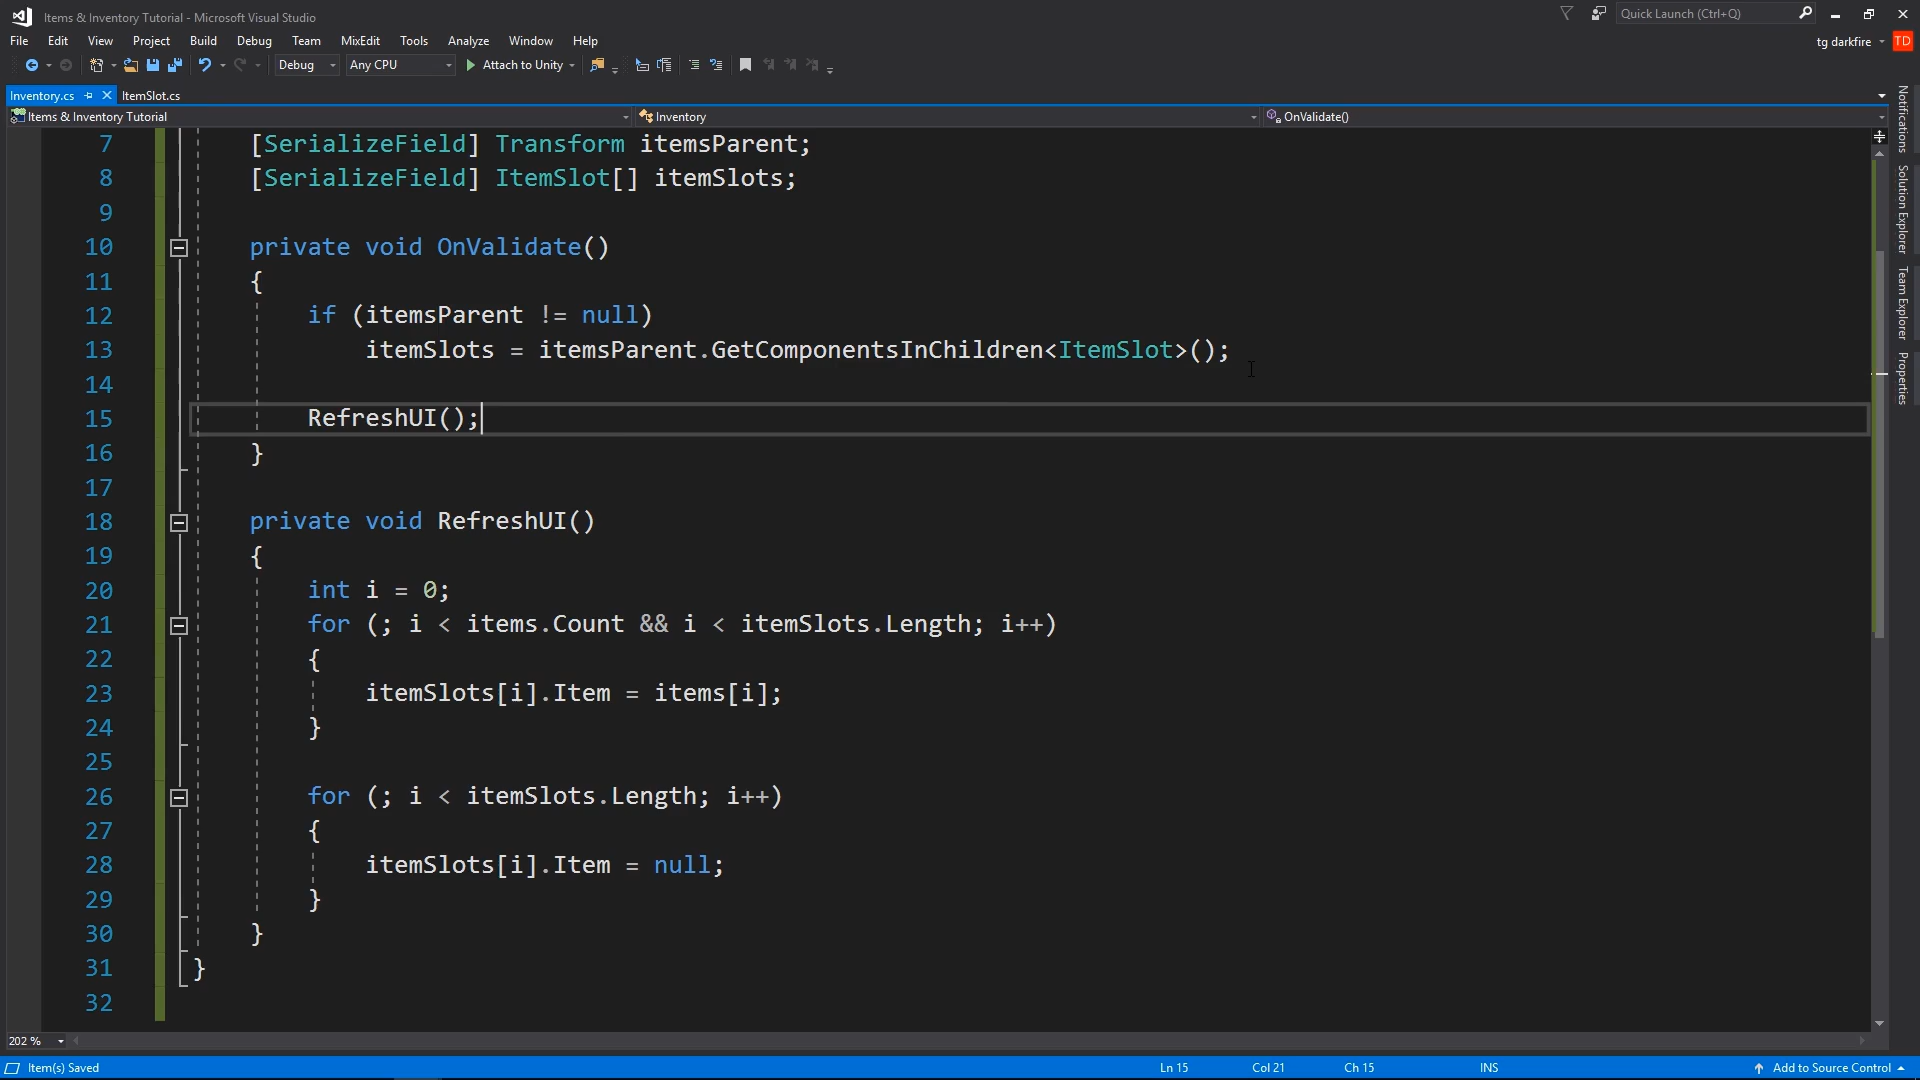 Items & Inventory Tutorial - Microsoft Visual Studio
Quick Launch (Ctrl+Q)
File Edit View Project Build Debug Team MixEdit Tools Analyze Window Help
tg darkfire
TD
Debug
Any CPU
Attach to Unity
Inventory.cs
ItemSlot.cs
Items & Inventory Tutorial
Inventory
OnValidate()
7 [SerializeField] Transform itemsParent;
8 [SerializeField] ItemSlot[] itemSlots;
9
10 private void OnValidate()
11 {
12 if (itemsParent != null)
13 itemSlots = itemsParent.GetComponentsInChildren<ItemSlot>();
14
15 RefreshUI();
16 }
17
18 private void RefreshUI()
19 {
20 int i = 0;
21 for (; i < items.Count && i < itemSlots.Length; i++)
22 {
23 itemSlots[i].Item = items[i];
24 }
25
26 for (; i < itemSlots.Length; i++)
27 {
28 itemSlots[i].Item = null;
29 }
30 }
31 }
32
Notifications
Solution Explorer
Team Explorer
Properties
202 %
Item(s) Saved
Ln 15
Col 21
Ch 15
INS
Add to Source Control